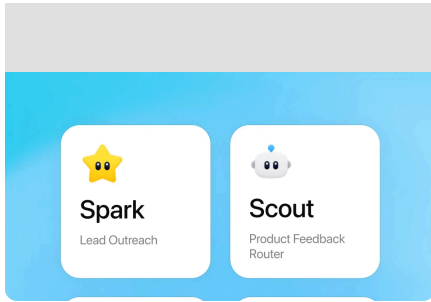 Spark
Lead Outreach
Scout
Product Feedback
Router